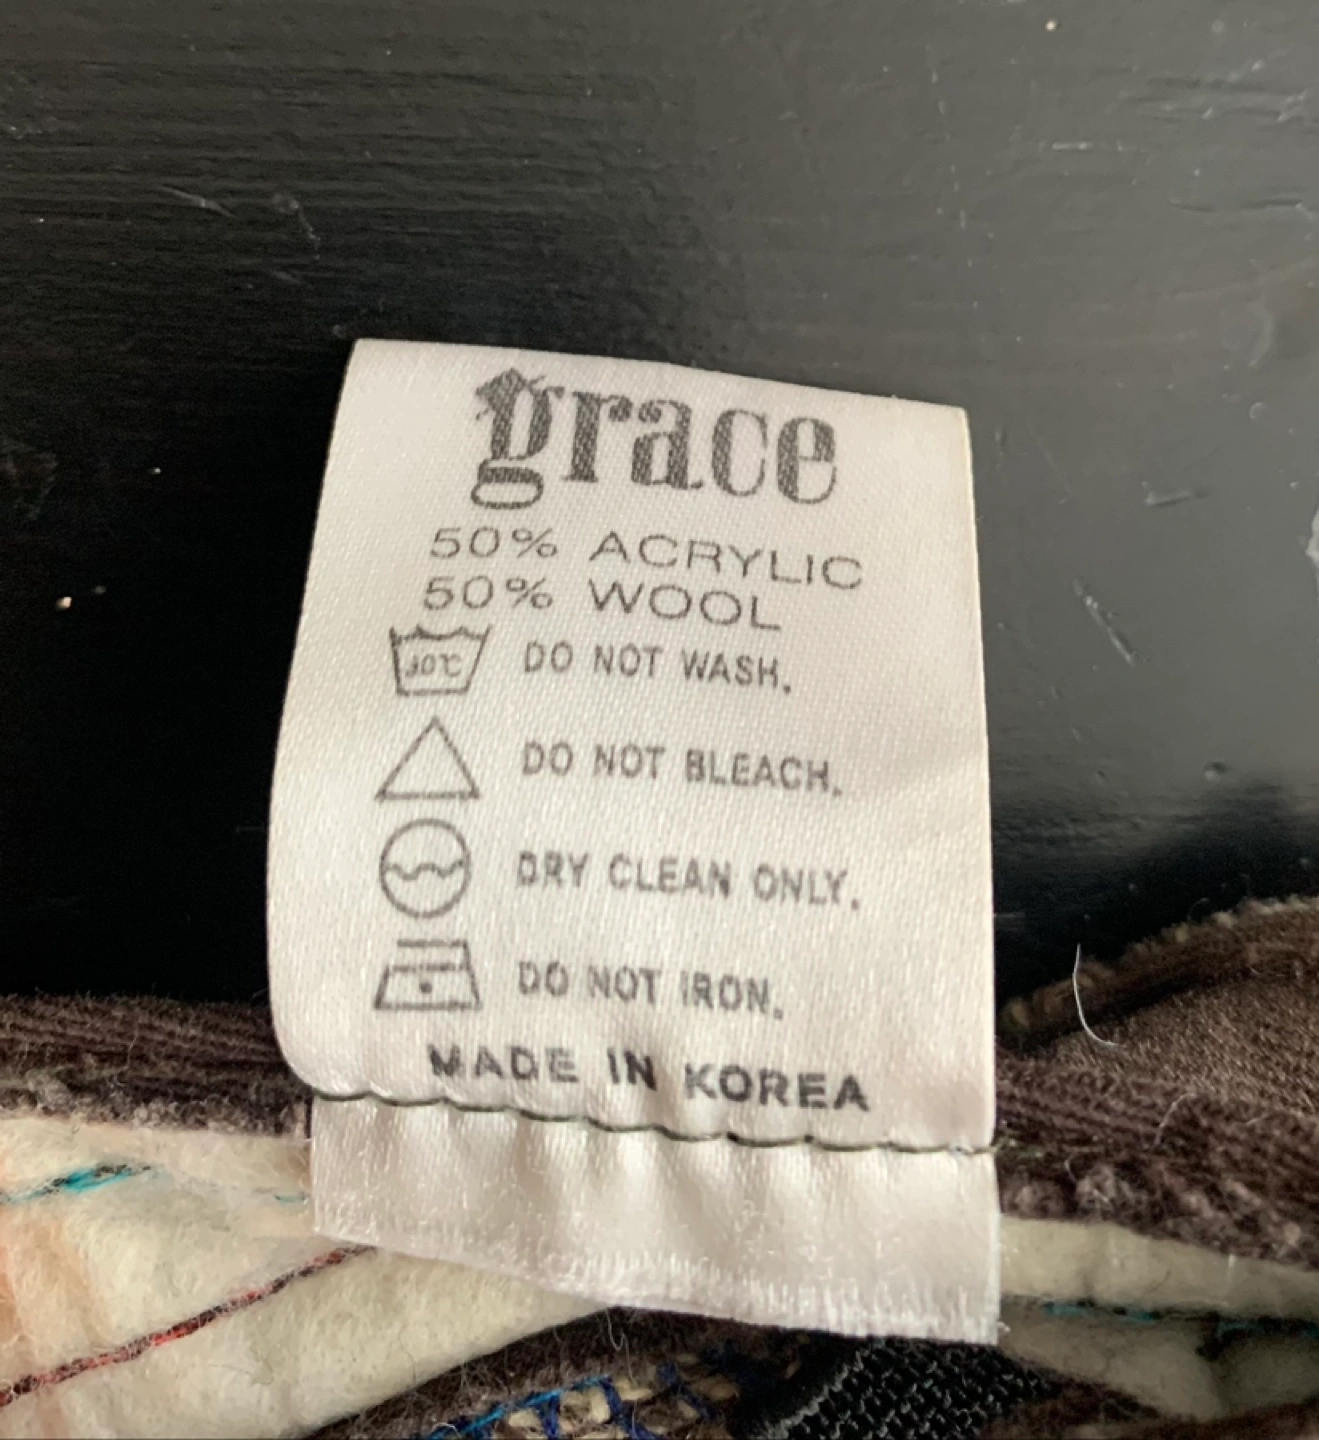 grace
50% ACRYLIC
50% WOOL
DO NOT WASH.
DO NOT BLEACH.
DRY CLEAN ONLY.
DO NOT IRON.
MADE IN KOREA